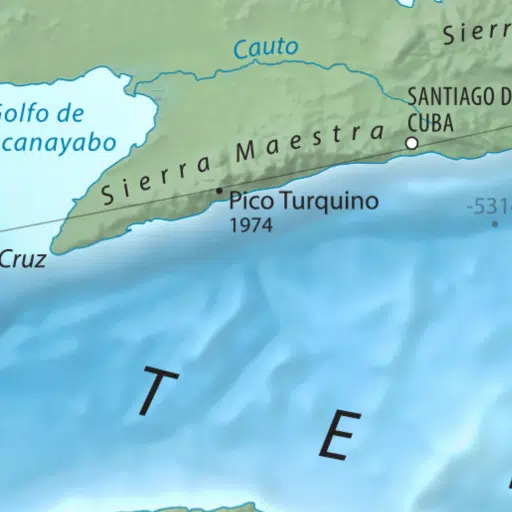 Sierr
Cauto
SANTIAGO D
CUBA
Golfo de
canayabo
Sierra Maestra
Pico Turquino
1974
-531
Cruz
T
E